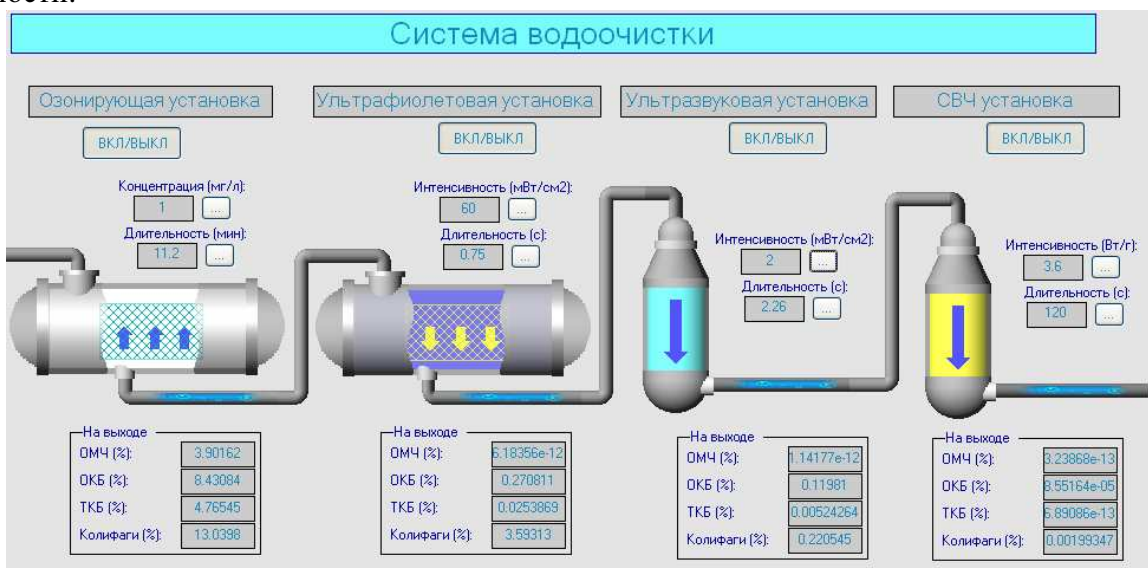 Система водоочистки
Озонирующая установка
ВКЛ/ВЫКЛ
Концентрация (мг/л):
1 ...
Длительность (мин):
11.2 ...
На выходе
ОМЧ (%): 3.90162
ОКБ (%): 8.43084
ТКБ (%): 4.76545
Колифаги (%): 13.0398
Ультрафиолетовая установка
ВКЛ/ВЫКЛ
Интенсивность (мВт/см2):
60 ...
Длительность (с):
0.75 ...
На выходе
ОМЧ (%): 6.18356e-12
ОКБ (%): 0.270811
ТКБ (%): 0.0253869
Колифаги (%): 3.59313
Ультразвуковая установка
ВКЛ/ВЫКЛ
Интенсивность (мВт/см2):
2 ...
Длительность (с):
2.26 ...
На выходе
ОМЧ (%): 1.14177e-12
ОКБ (%): 0.11981
ТКБ (%): 0.00524264
Колифаги (%): 0.220545
СВЧ установка
ВКЛ/ВЫКЛ
Интенсивность (Вт/г):
3.6 ...
Длительность (с):
120 ...
На выходе
ОМЧ (%): 3.23868e-13
ОКБ (%): 8.55164e-05
ТКБ (%): 6.89086e-13
Колифаги (%): 0.00199347